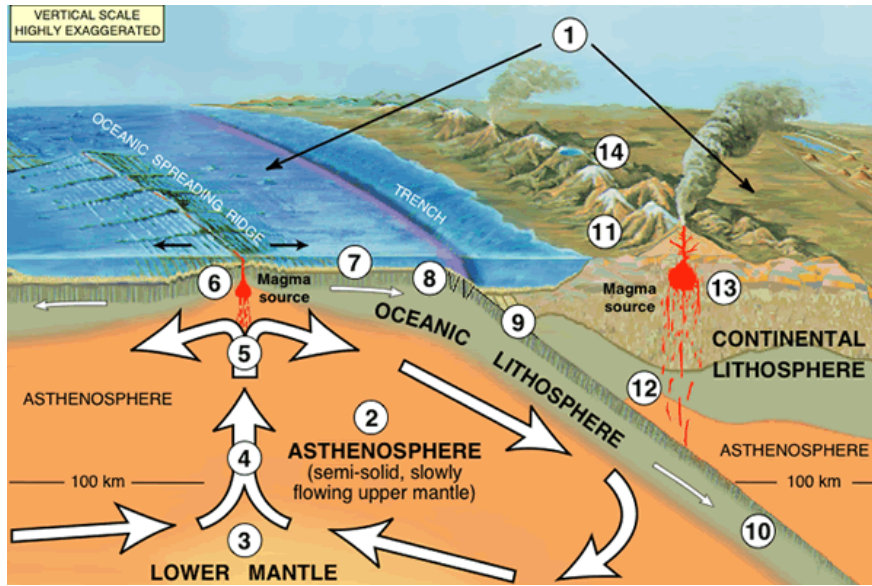 VERTICAL SCALE
HIGHLY EXAGGERATED
1
OCEANIC SPREADING RIDGE
TRENCH
14
11
6
Magma
source
7
8
9
Magma
source
13
CONTINENTAL
LITHOSPHERE
OCEANIC LITHOSPHERE
5
12
ASTHENOSPHERE
2
ASTHENOSPHERE
(semi-solid, slowly
flowing upper mantle)
ASTHENOSPHERE
4
100 km
100 km
3
10
LOWER MANTLE